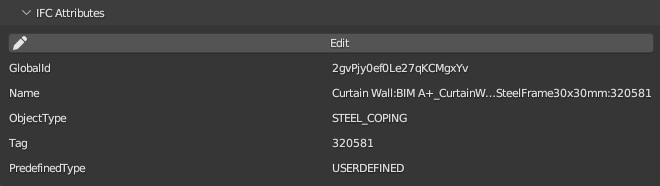 IFC Attributes
Edit
GlobalId 2gvPjy0ef0Le27qKCMgxYv
Name Curtain Wall:BIM A+_CurtainW...SteelFrame30x30mm:320581
ObjectType STEEL_COPING
Tag 320581
PredefinedType USERDEFINED